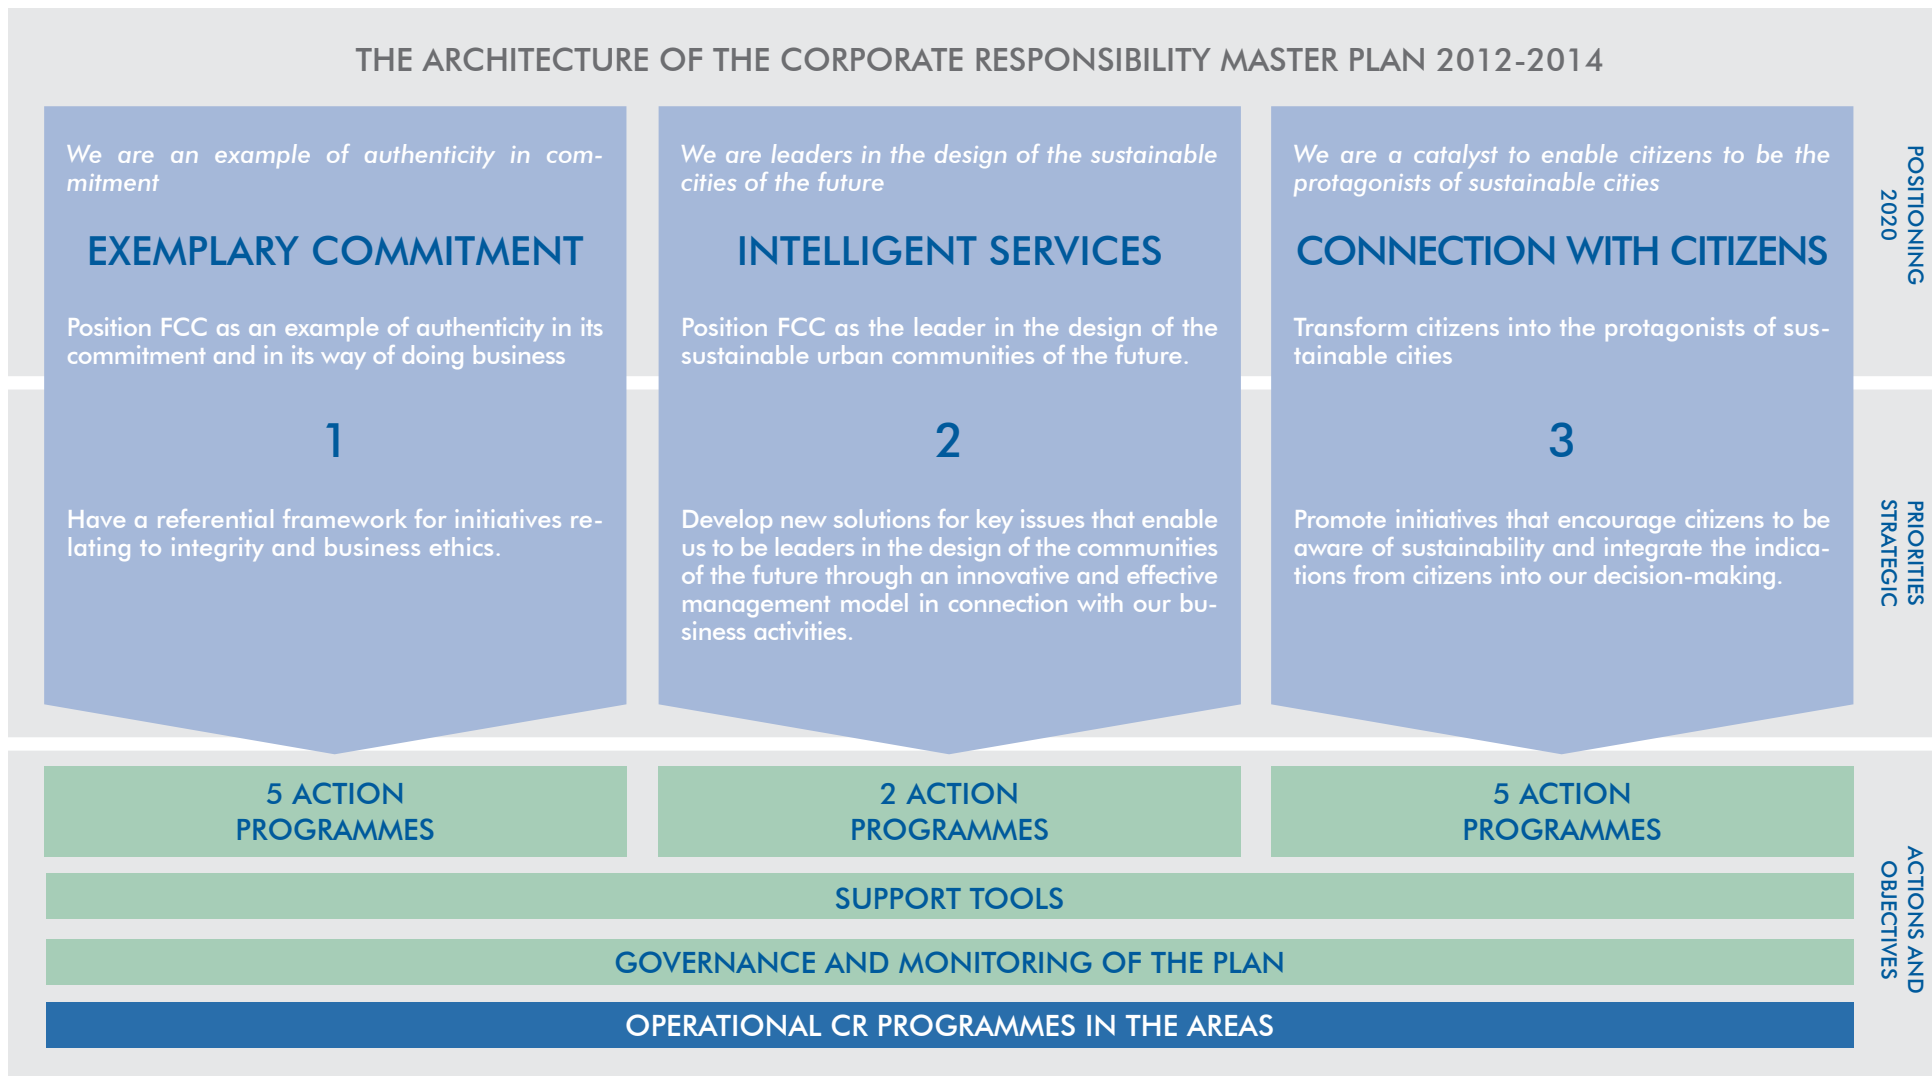 THE ARCHITECTURE OF THE CORPORATE RESPONSIBILITY MASTER PLAN 2012-2014
We are an example of authenticity in com-
mitment
EXEMPLARY COMMITMENT
Position FCC as an example of authenticity in its
commitment and in its way of doing business
1
Have a referential framework for initiatives re-
lating to integrity and business ethics.
We are leaders in the design of the sustainable
cities of the future
INTELLIGENT SERVICES
Position FCC as the leader in the design of the
sustainable urban communities of the future.
2
Develop new solutions for key issues that enable
us to be leaders in the design of the communities
of the future through an innovative and effective
management model in connection with our bu-
siness activities.
We are a catalyst to enable citizens to be the
protagonists of sustainable cities
CONNECTION WITH CITIZENS
Transform citizens into the protagonists of sus-
tainable cities
3
Promote initiatives that encourage citizens to be
aware of sustainability and integrate the indica-
tions from citizens into our decision-making.
POSITIONING
2020
PRIORITIES
STRATEGIC
5 ACTION
PROGRAMMES
2 ACTION
PROGRAMMES
5 ACTION
PROGRAMMES
SUPPORT TOOLS
GOVERNANCE AND MONITORING OF THE PLAN
OPERATIONAL CR PROGRAMMES IN THE AREAS
ACTIONS AND
OBJECTIVES